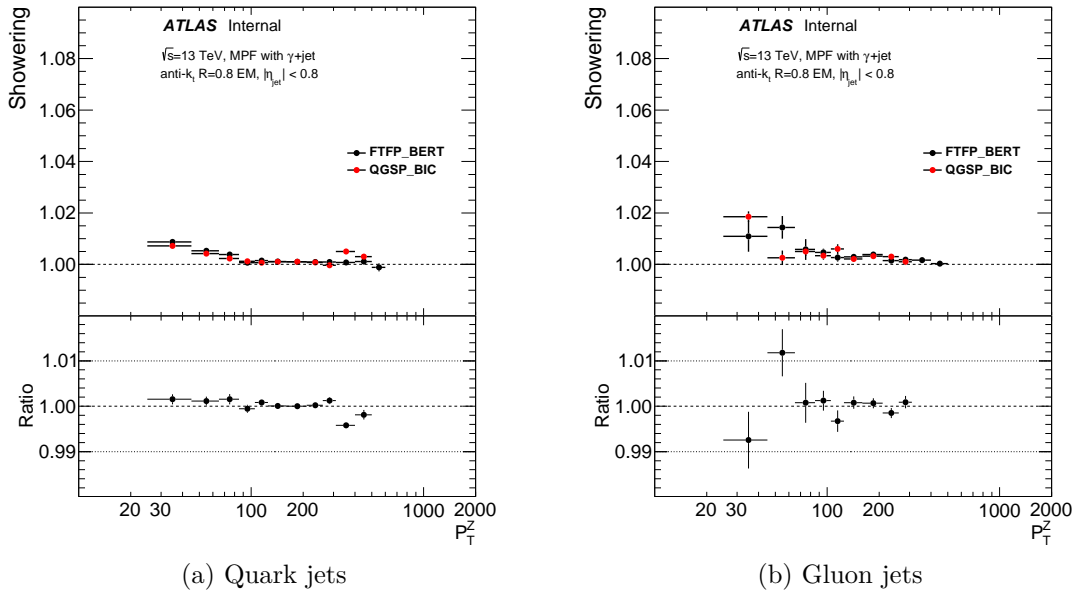 Showering
1.08
1.06
1.04
1.02
1.00
ATLAS Internal
√s=13 TeV, MPF with γ+jet
anti-kt R=0.8 EM, |ηjet| < 0.8
FTFP_BERT
QGSP_BIC
Ratio
1.01
1.00
0.99
20 30 100 200 1000 2000
P_T^Z
(a) Quark jets
Showering
1.08
1.06
1.04
1.02
1.00
ATLAS Internal
√s=13 TeV, MPF with γ+jet
anti-kt R=0.8 EM, |ηjet| < 0.8
FTFP_BERT
QGSP_BIC
Ratio
1.01
1.00
0.99
20 30 100 200 1000 2000
P_T^Z
(b) Gluon jets